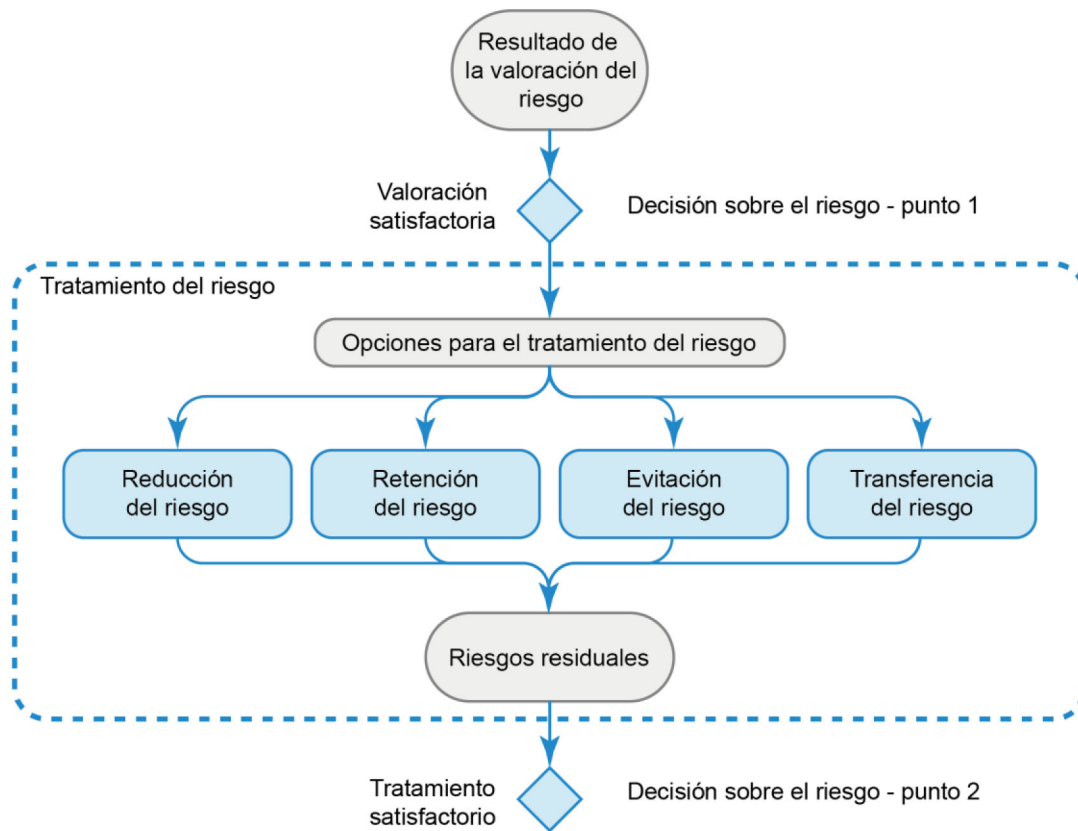 Resultado de
la valoración del
riesgo
Valoración
satisfactoria
Decisión sobre el riesgo - punto 1
Tratamiento del riesgo
Opciones para el tratamiento del riesgo
Reducción
del riesgo
Retención
del riesgo
Evitación
del riesgo
Transferencia
del riesgo
Riesgos residuales
Tratamiento
satisfactorio
Decisión sobre el riesgo - punto 2